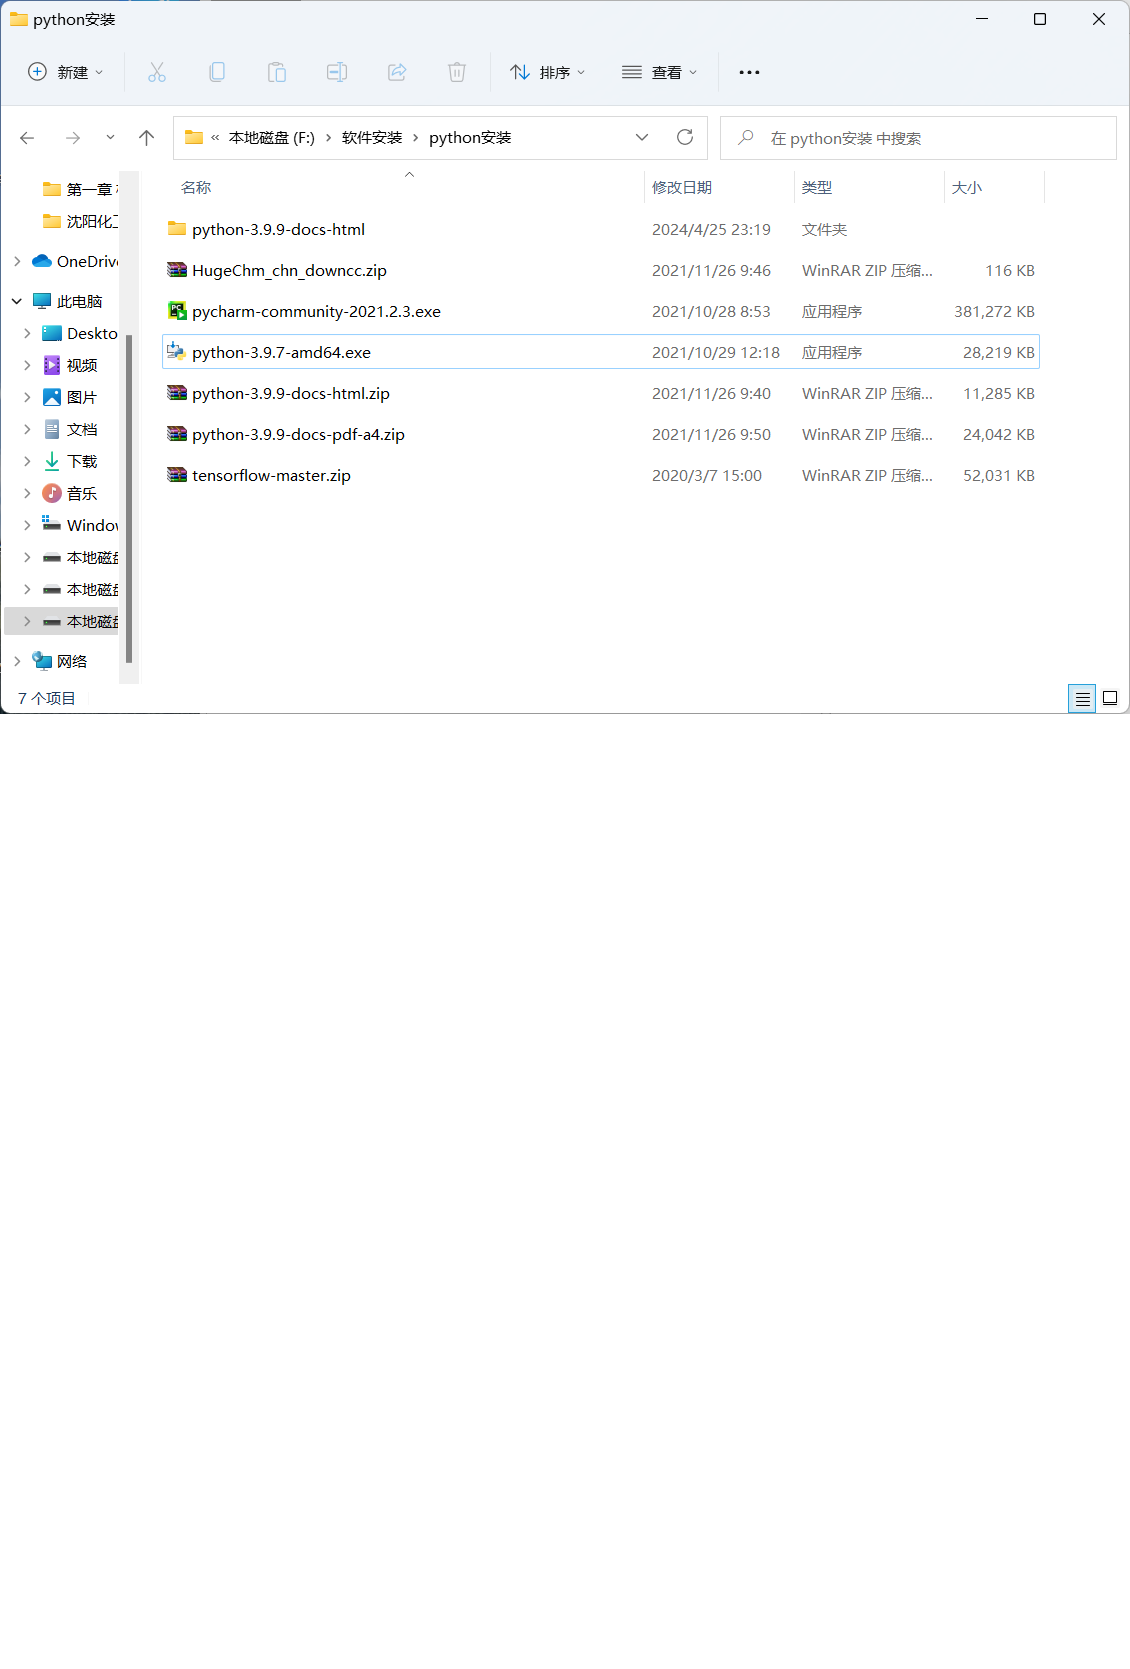 python安装
新建 排序 查看
« 本地磁盘 (F:) › 软件安装 › python安装 在 python安装 中搜索
名称 修改日期 类型 大小
python-3.9.9-docs-html 2024/4/25 23:19 文件夹
HugeChm_chn_downcc.zip 2021/11/26 9:46 WinRAR ZIP 压缩... 116 KB
pycharm-community-2021.2.3.exe 2021/10/28 8:53 应用程序 381,272 KB
python-3.9.7-amd64.exe 2021/10/29 12:18 应用程序 28,219 KB
python-3.9.9-docs-html.zip 2021/11/26 9:40 WinRAR ZIP 压缩... 11,285 KB
python-3.9.9-docs-pdf-a4.zip 2021/11/26 9:50 WinRAR ZIP 压缩... 24,042 KB
tensorflow-master.zip 2020/3/7 15:00 WinRAR ZIP 压缩... 52,031 KB
第一章
沈阳化工
OneDrive
此电脑
Deskto
视频
图片
文档
下载
音乐
Window
本地磁盘
本地磁盘
本地磁盘
网络
7 个项目